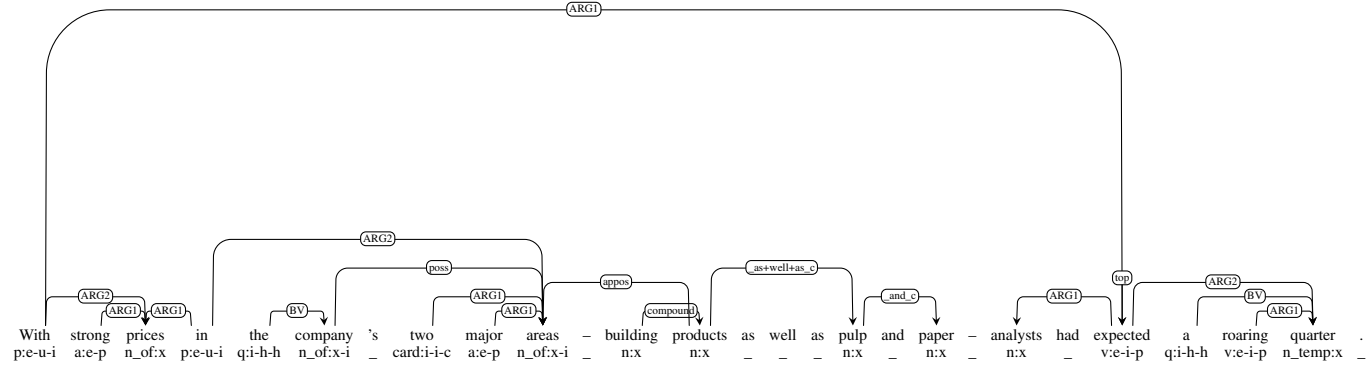 ARG1
ARG2
poss
_as+well+as_c
top
appos
ARG2 ARG1 _and_c ARG1 ARG2
BV
ARG1 ARG1 BV ARG1 compound ARG1
With strong prices in the company 's two major areas – building products as well as pulp and paper – analysts had expected a roaring quarter .
p:e-u-i a:e-p n_of:x p:e-u-i q:i-h-h n_of:x-i _ card:i-i-c a:e-p n_of:x-i _ n:x n:x _ _ _ n:x _ n:x _ n:x _ v:e-i-p q:i-h-h v:e-i-p n_temp:x _